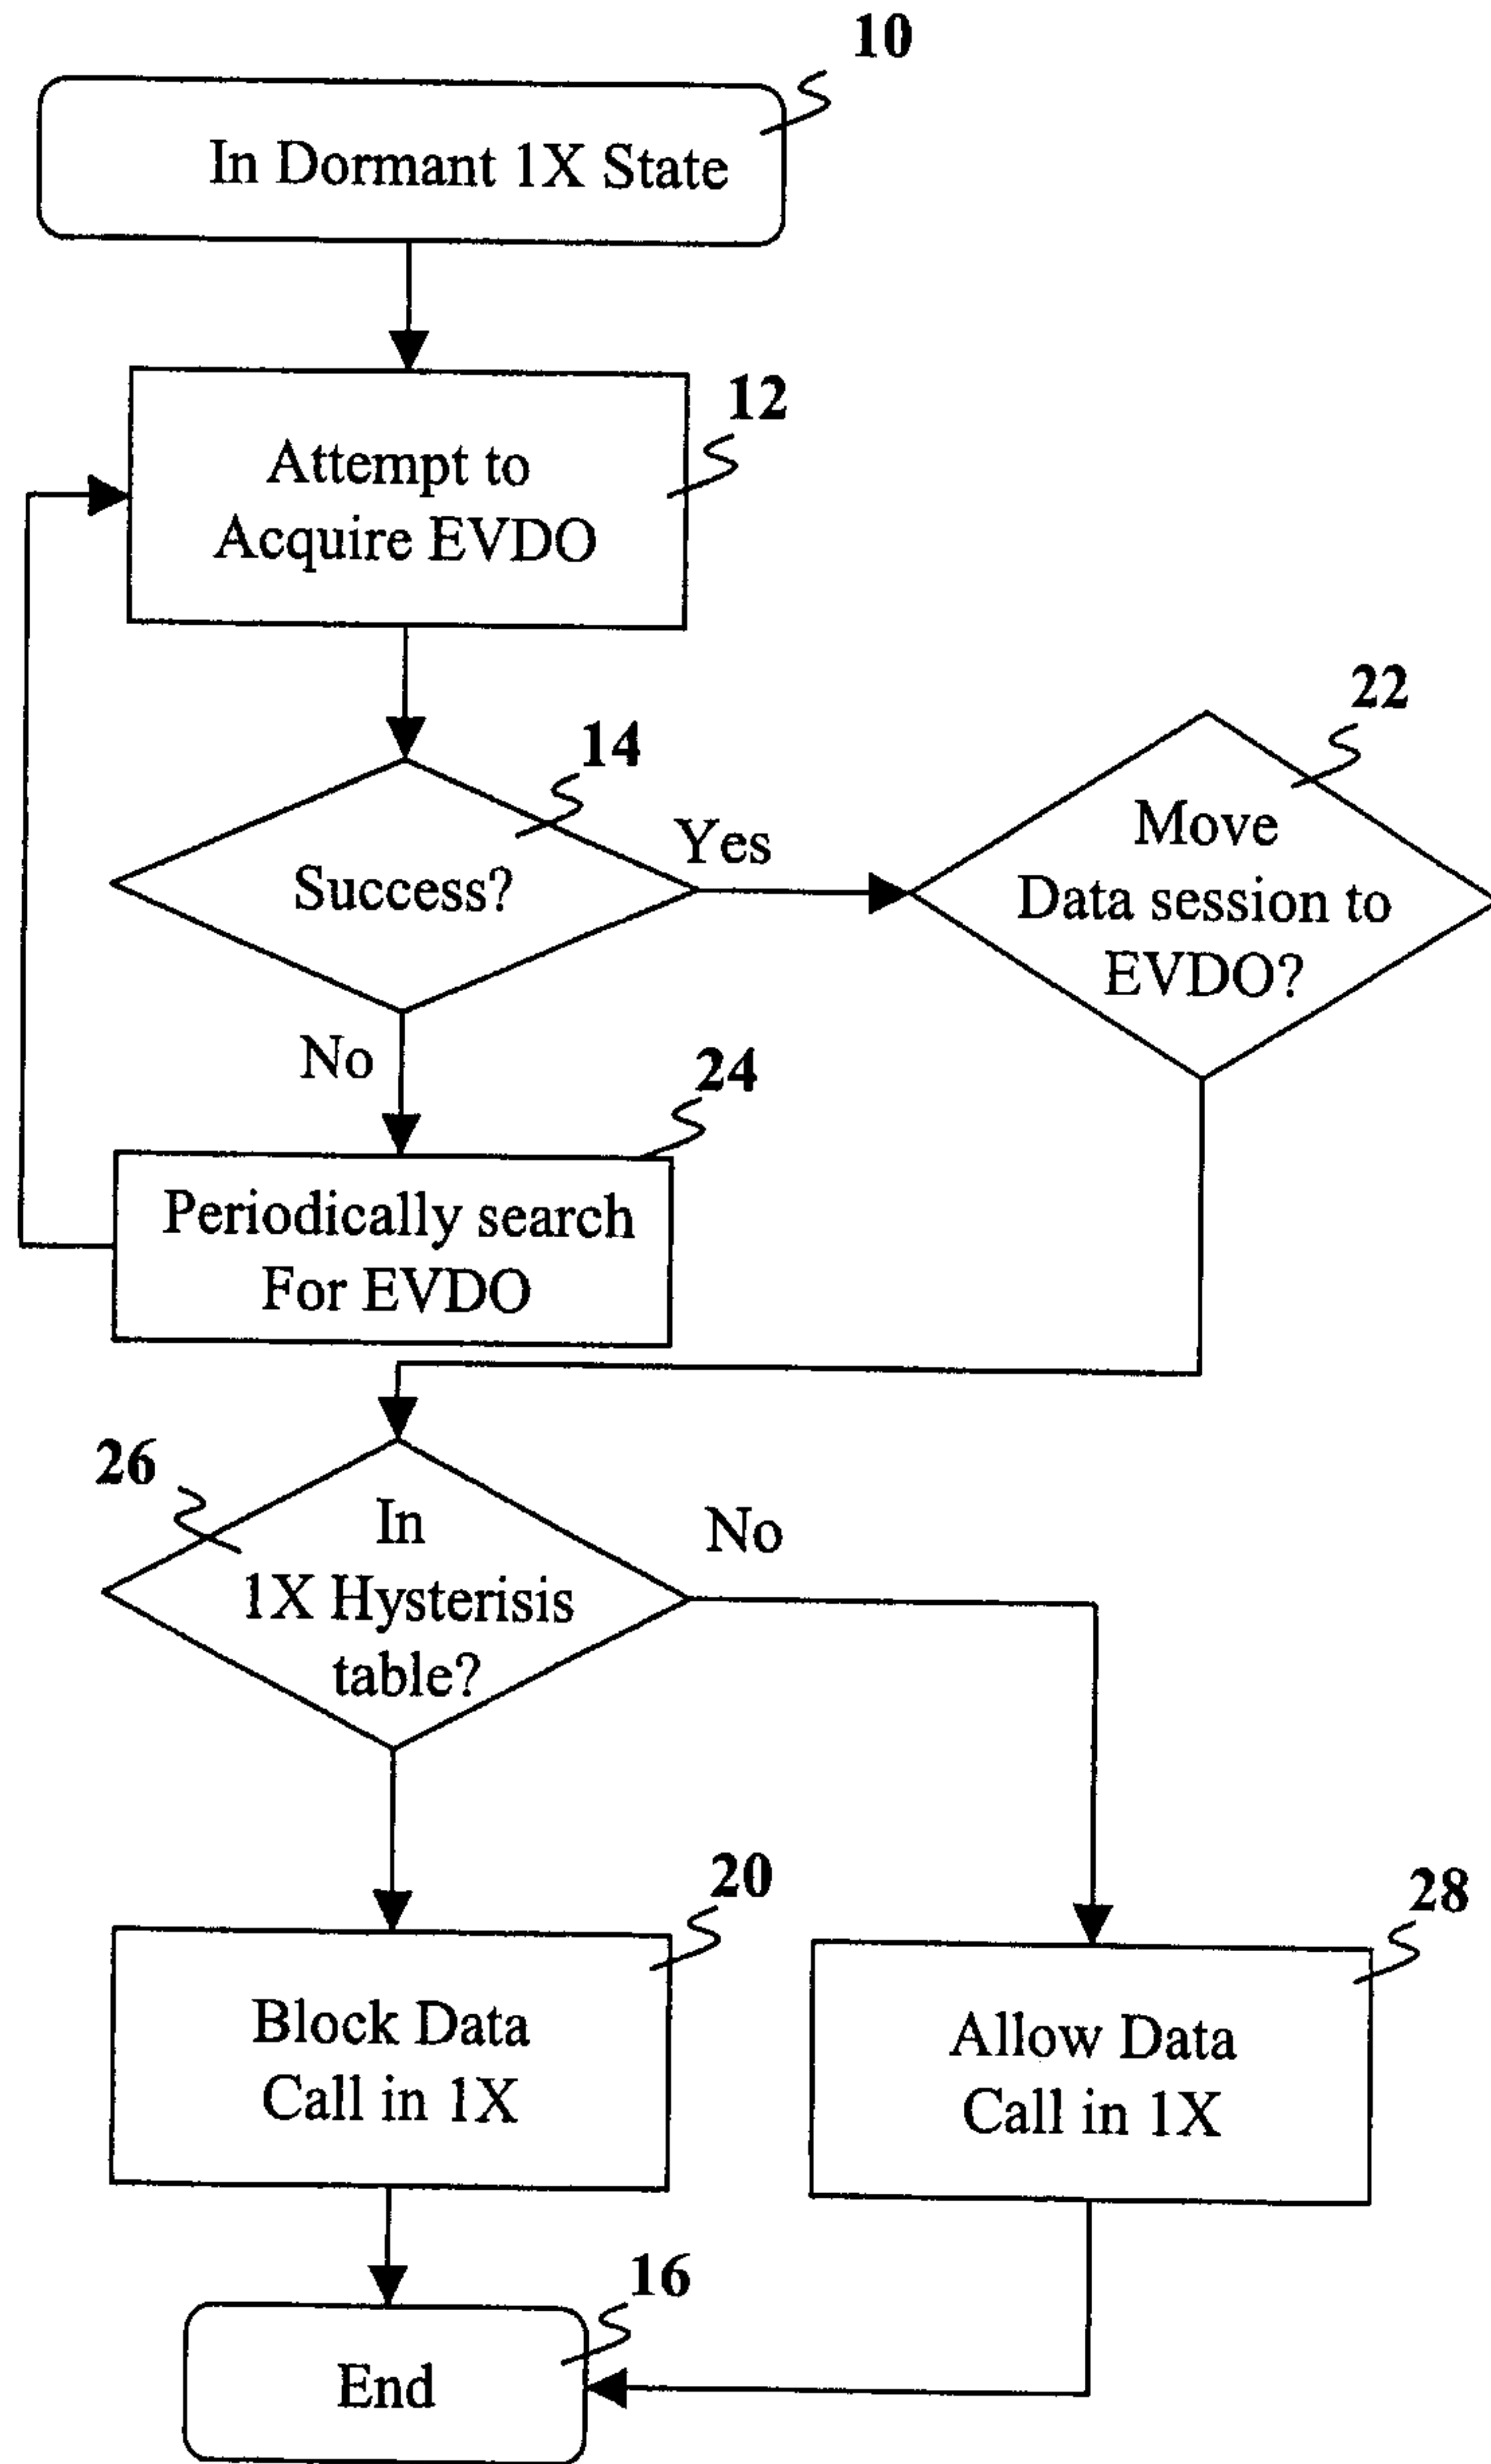 10
In Dormant 1X State
12
Attempt to
Acquire EVDO
14
Success?
Yes
22
Move
Data session to
EVDO?
No
24
Periodically search
For EVDO
26
In
1X Hysterisis
table?
No
20
Block Data
Call in 1X
28
Allow Data
Call in 1X
16
End